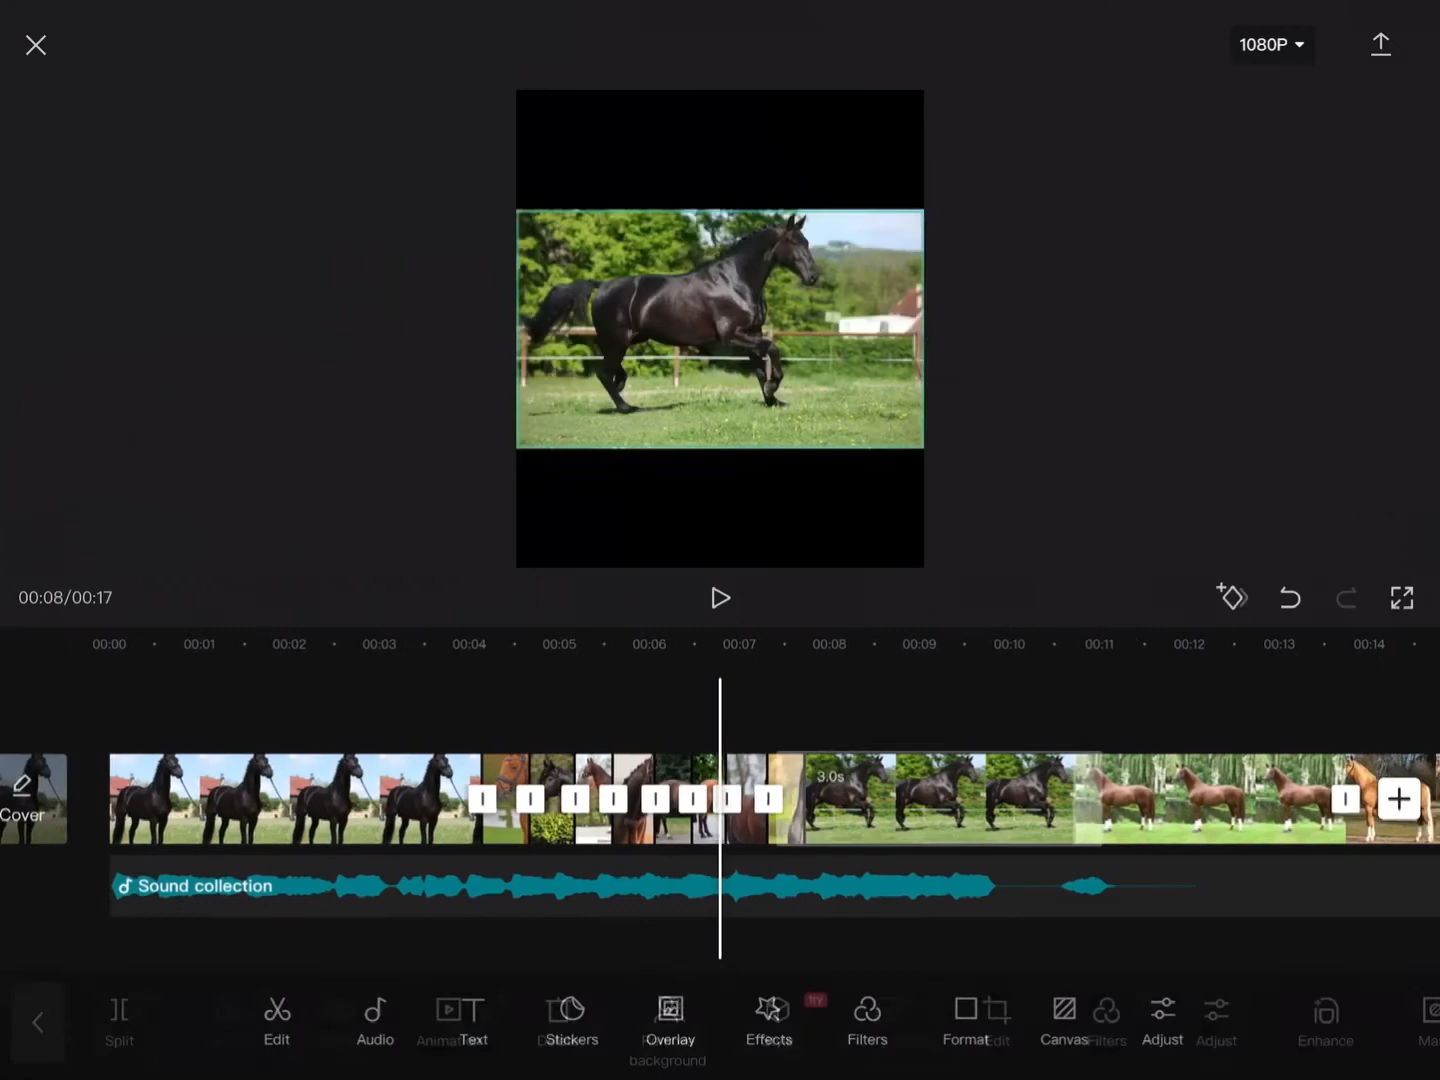 1080P
00:08/00:17
00:00 00:01 00:02 00:03 00:04 00:05 00:06 00:07 00:08 00:09 00:10 00:11 00:12 00:13 00:14
3.0s
Cover
Sound collection
try
Split Edit Audio Text Stickers Overlay Effects Filters Format Edit Canvas Filters Adjust Adjust Enhance
background